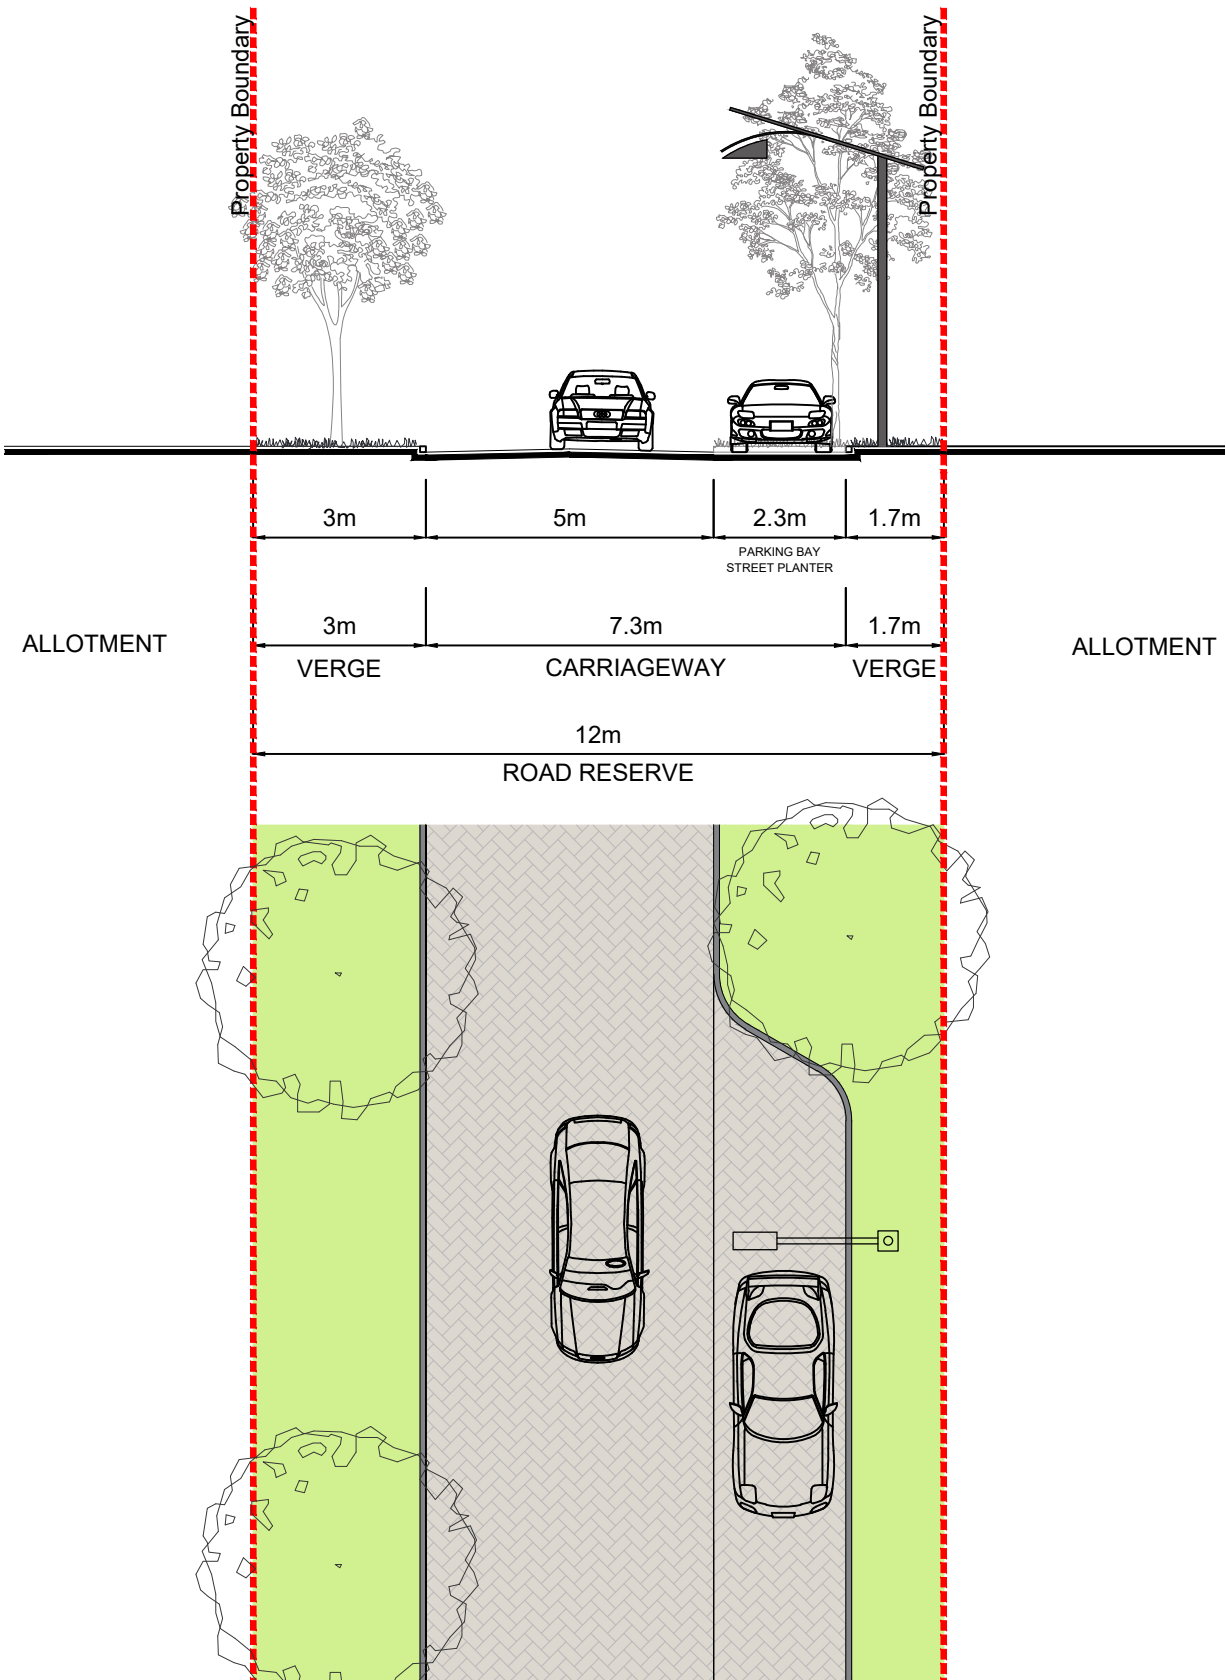 Property Boundary
Property Boundary
3m
5m
2.3m
1.7m
PARKING BAY
STREET PLANTER
3m
7.3m
1.7m
ALLOTMENT
VERGE
CARRIAGEWAY
VERGE
ALLOTMENT
12m
ROAD RESERVE